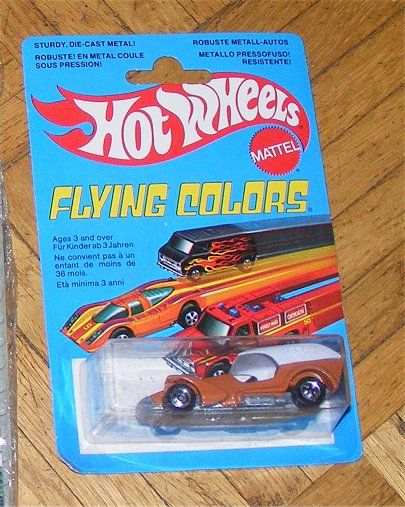 STURDY, DIE-CAST METAL!
ROBUSTE! EN METAL COULE
SOUS PRESSION!
ROBUSTE METALL-AUTOS
METALLO PRESSOFUSO!
RESISTENTE!
HOT WHEELS
MATTEL
FLYING COLORS
Ages 3 and over
Für Kinder ab 3 Jahren
Ne convient pas à un
enfant de moins de
36 mois.
Età minima 3 anni